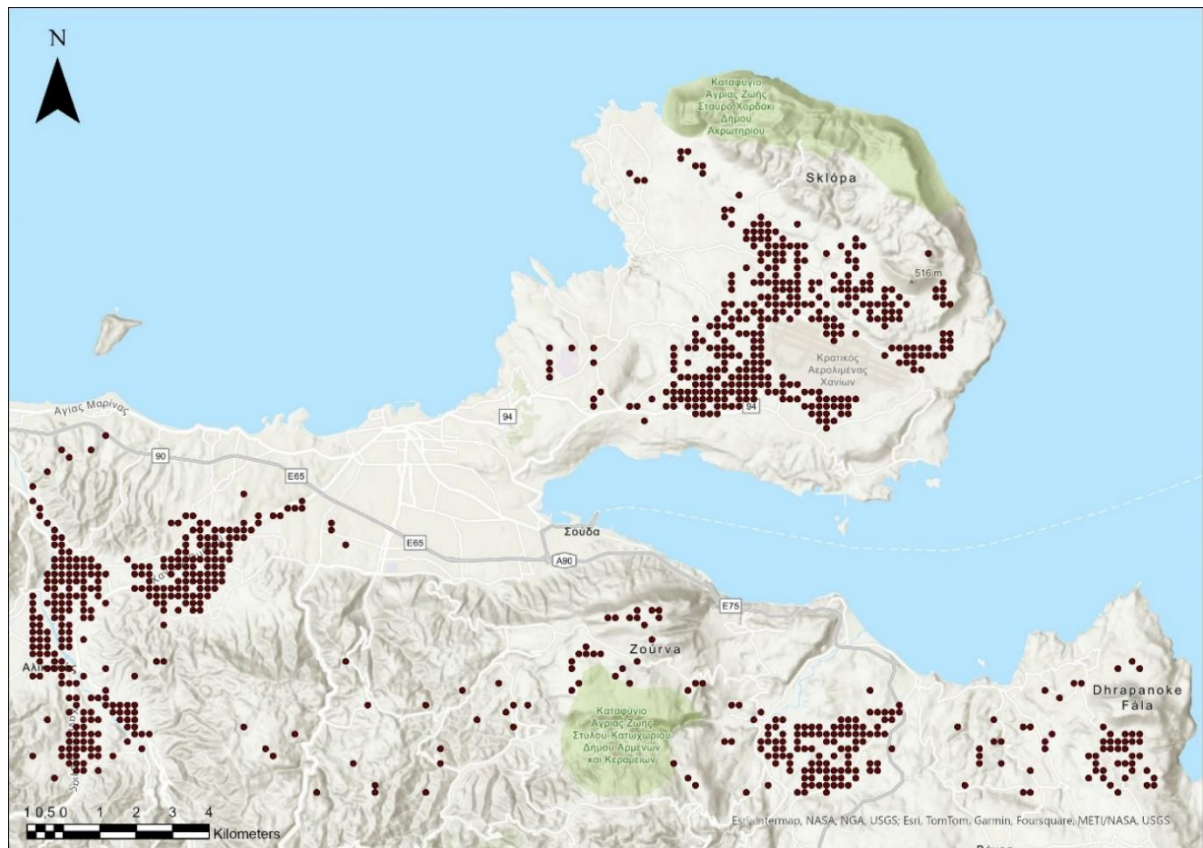 N
Καταφύγιο
Άγριας Ζωής
Σταυρό Χορδάκι
Δήμου
Ακρωτηρίου
Sklópa
516 m
Κρατικός
Αερολιμένας
Χανίων
94
94
Αγίας Μαρίνας
90
E65
E65
Σούδα
A90
E75
Zoúrva
Dhrapanoke
Fála
Καταφύγιο
Άγριας Ζωής
Στύλου-Κατωχωρίου
Δήμου Αρμένων
και Κεραμείων
1 0,5 0 1 2 3 4
Kilometers
Esri, Intermap, NASA, NGA, USGS; Esri, TomTom, Garmin, Foursquare, METI/NASA, USGS